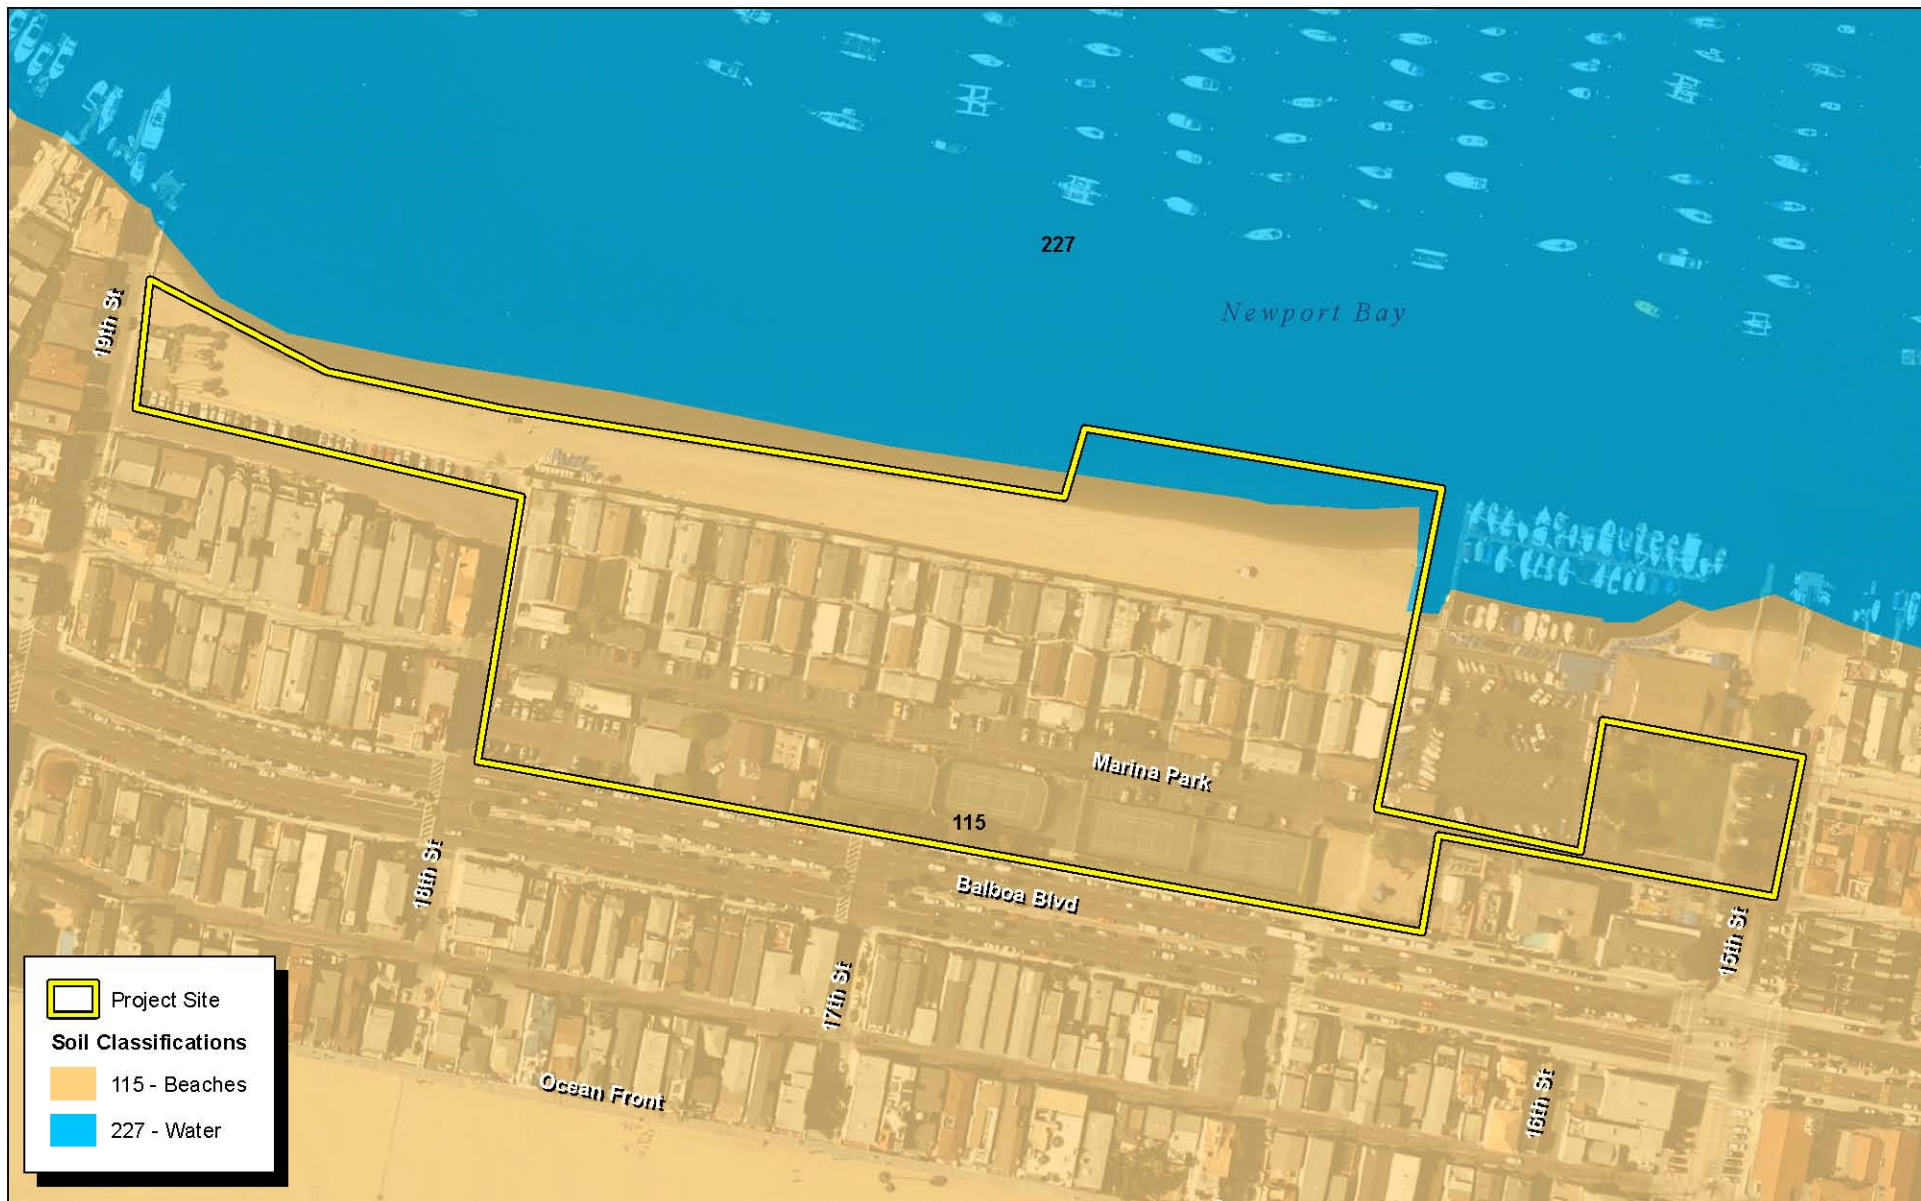 227
Newport Bay
19th St
Marina Park
115
Balboa Blvd
18th St
17th St
15th St
16th St
Ocean Front
Project Site
Soil Classifications
115 - Beaches
227 - Water